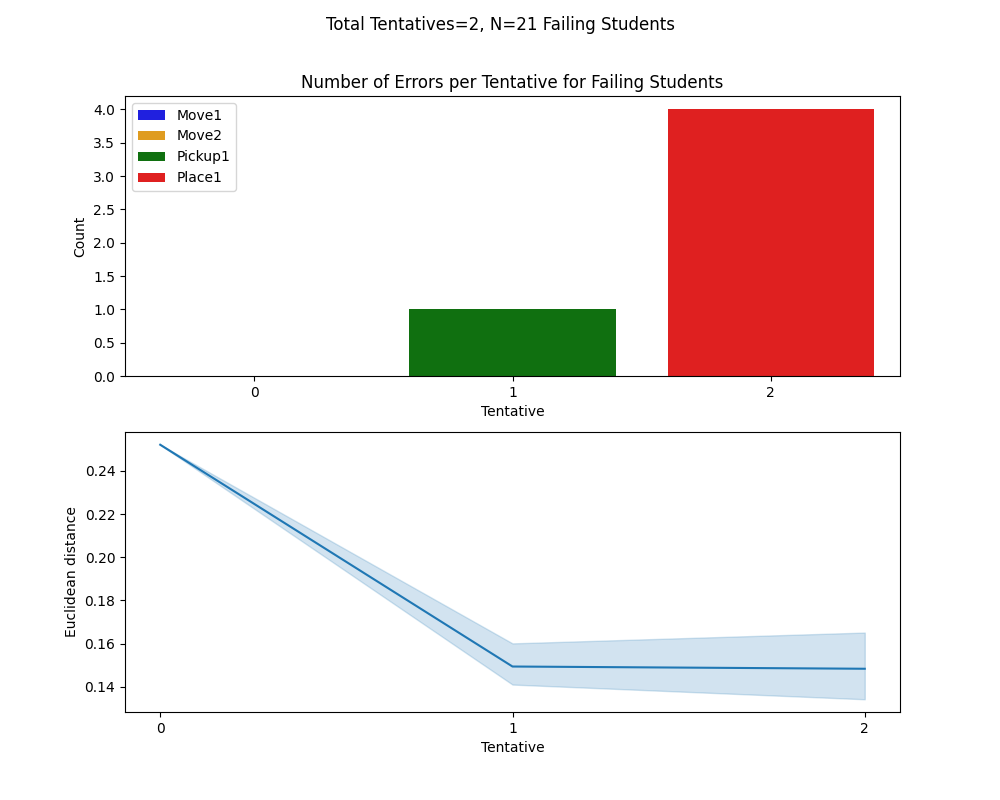 Total Tentatives=2, N=21 Failing Students
Number of Errors per Tentative for Failing Students
Move1
Move2
Pickup1
Place1
4.0
3.5
3.0
2.5
2.0
1.5
1.0
0.5
0.0
Count
0 1 2
Tentative
0.24
0.22
0.20
0.18
0.16
0.14
Euclidean distance
0 1 2
Tentative